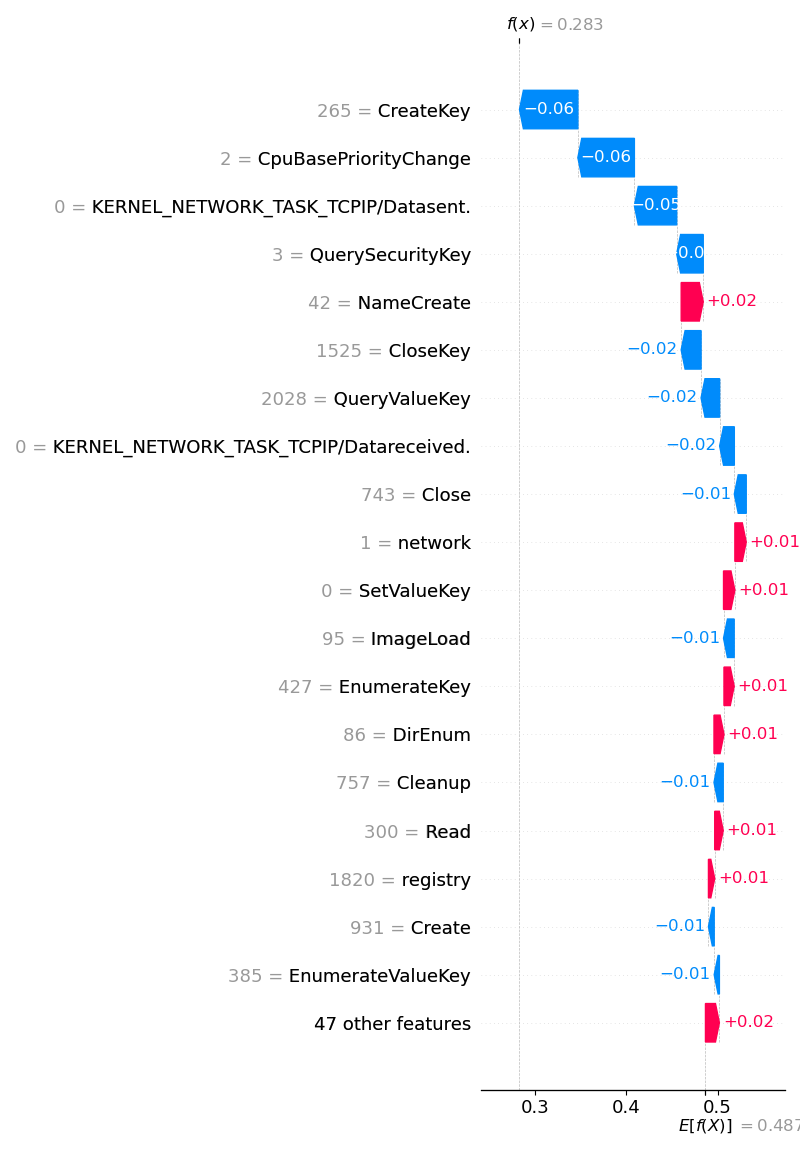 f(x) = 0.283
265 = CreateKey
−0.06
2 = CpuBasePriorityChange
−0.06
0 = KERNEL_NETWORK_TASK_TCPIP/Datasent.
−0.05
3 = QuerySecurityKey
0.0
42 = NameCreate
+0.02
1525 = CloseKey
−0.02
2028 = QueryValueKey
−0.02
0 = KERNEL_NETWORK_TASK_TCPIP/Datareceived.
−0.02
743 = Close
−0.01
1 = network
+0.01
0 = SetValueKey
+0.01
95 = ImageLoad
−0.01
427 = EnumerateKey
+0.01
86 = DirEnum
+0.01
757 = Cleanup
−0.01
300 = Read
+0.01
1820 = registry
+0.01
931 = Create
−0.01
385 = EnumerateValueKey
−0.01
47 other features
+0.02
0.3 0.4 0.5
E[f(X)] = 0.487